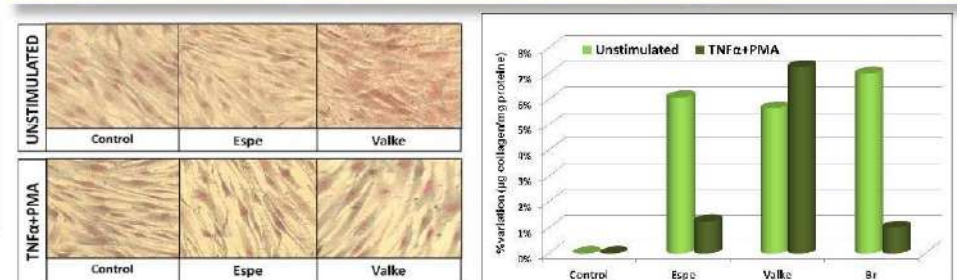 UNSTIMULATED
Control Espe Valke
TNFα+PMA
Control Espe Valke
Unstimulated TNFα+PMA
%variation (µg collagen/mg proteine)
8%
7%
6%
5%
4%
3%
2%
1%
0%
Control Espe Valke Br